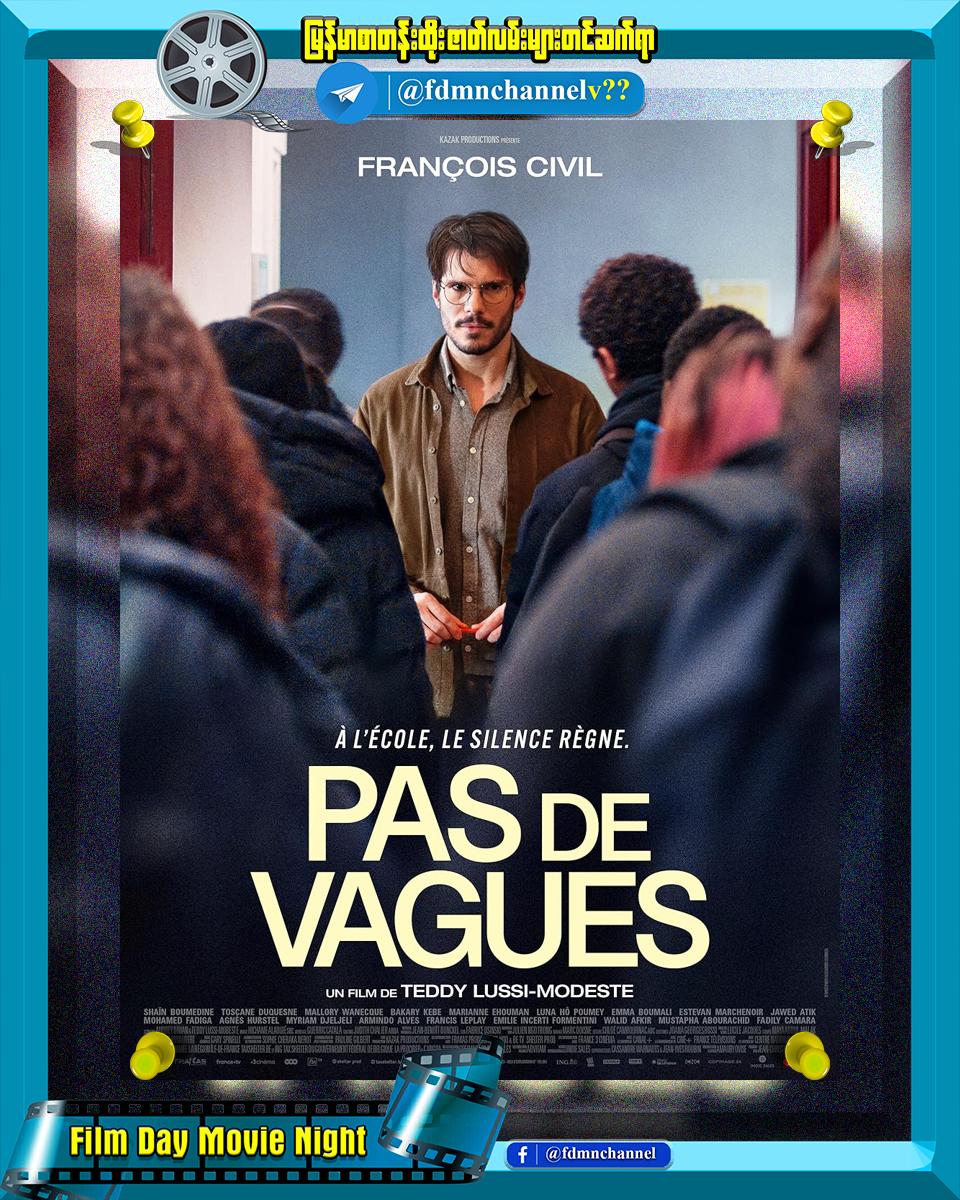 မြန်မာစာတန်းထိုးဇာတ်လမ်းများတင်ဆက်ရာ
@fdmnchannelv??
KAZAK PRODUCTIONS PRÉSENTE
FRANÇOIS CIVIL
À L'ÉCOLE, LE SILENCE RÈGNE.
PAS DE
VAGUES
UN FILM DE TEDDY LUSSI-MODESTE
SHAÏN BOUMEDINE TOSCANE DUQUESNE MALLORY WANECQUE BAKARY KEBE MARIANNE EHOUMAN LUNA HÔ POUMEY EMMA BOUMALI ESTEVAN MARCHENOIR JAWED ATIK
MOHAMED FADIGA AGNÈS HURSTEL MYRIAM DJELJELI ARMINDO ALVES FRANCIS LEPLAY EMILIE INCERTI FORMENTINI WALID AFKIR MUSTAPHA ABOURACHID FADILY CAMARA
Film Day Movie Night
@fdmnchannel